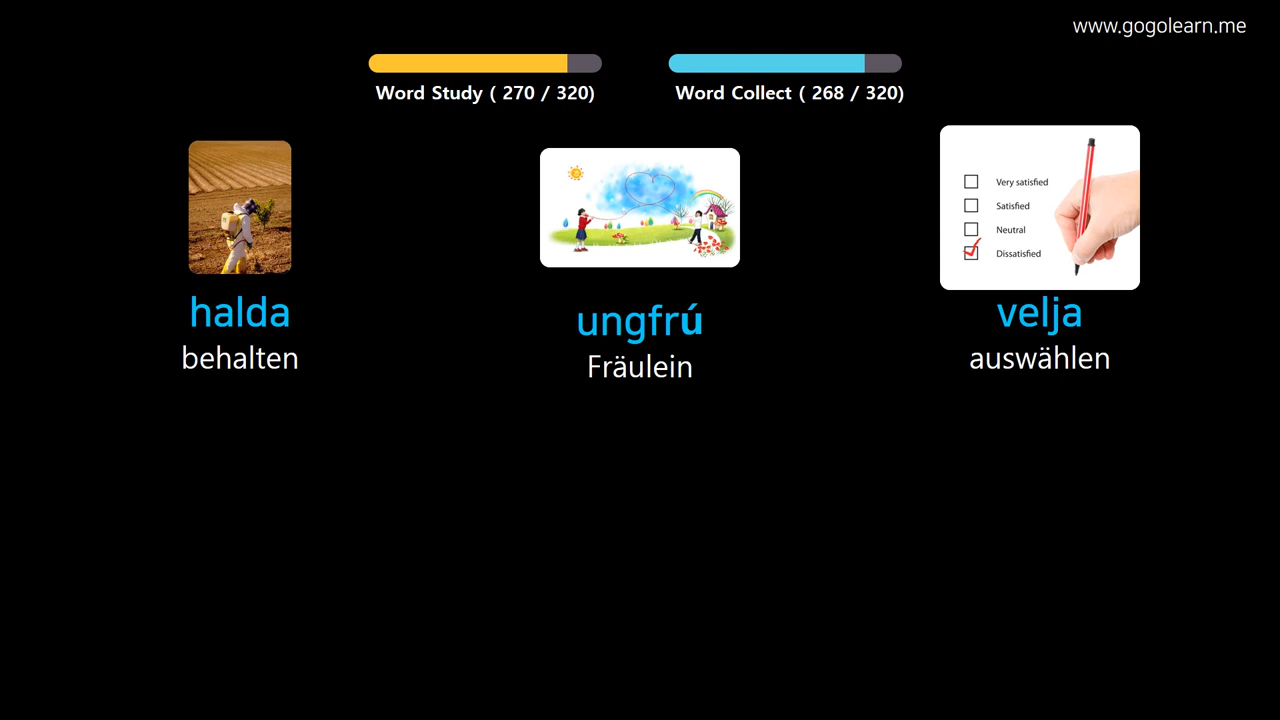 www.gogolearn.me
Word Study ( 270 / 320)
Word Collect ( 268 / 320)
Very satisfied
Satisfied
Neutral
Dissatisfied
halda
behalten
ungfrú
Fräulein
velja
auswählen